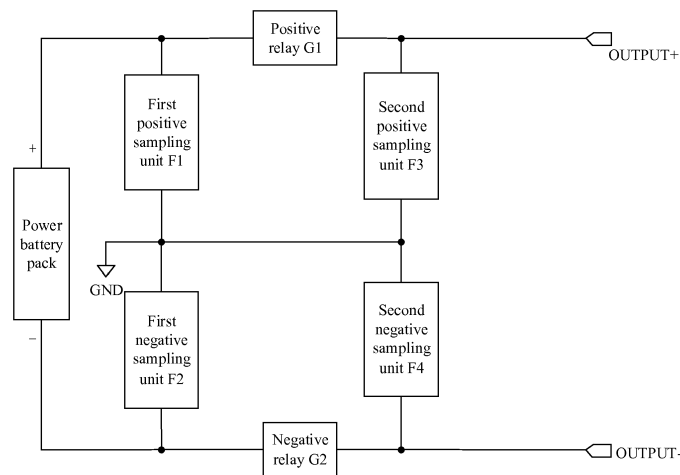 Positive
relay G1
OUTPUT+
First
positive
sampling
unit F1
Second
positive
sampling
unit F3
+
Power
battery
pack
GND
−
First
negative
sampling
unit F2
Second
negative
sampling
unit F4
Negative
relay G2
OUTPUT-